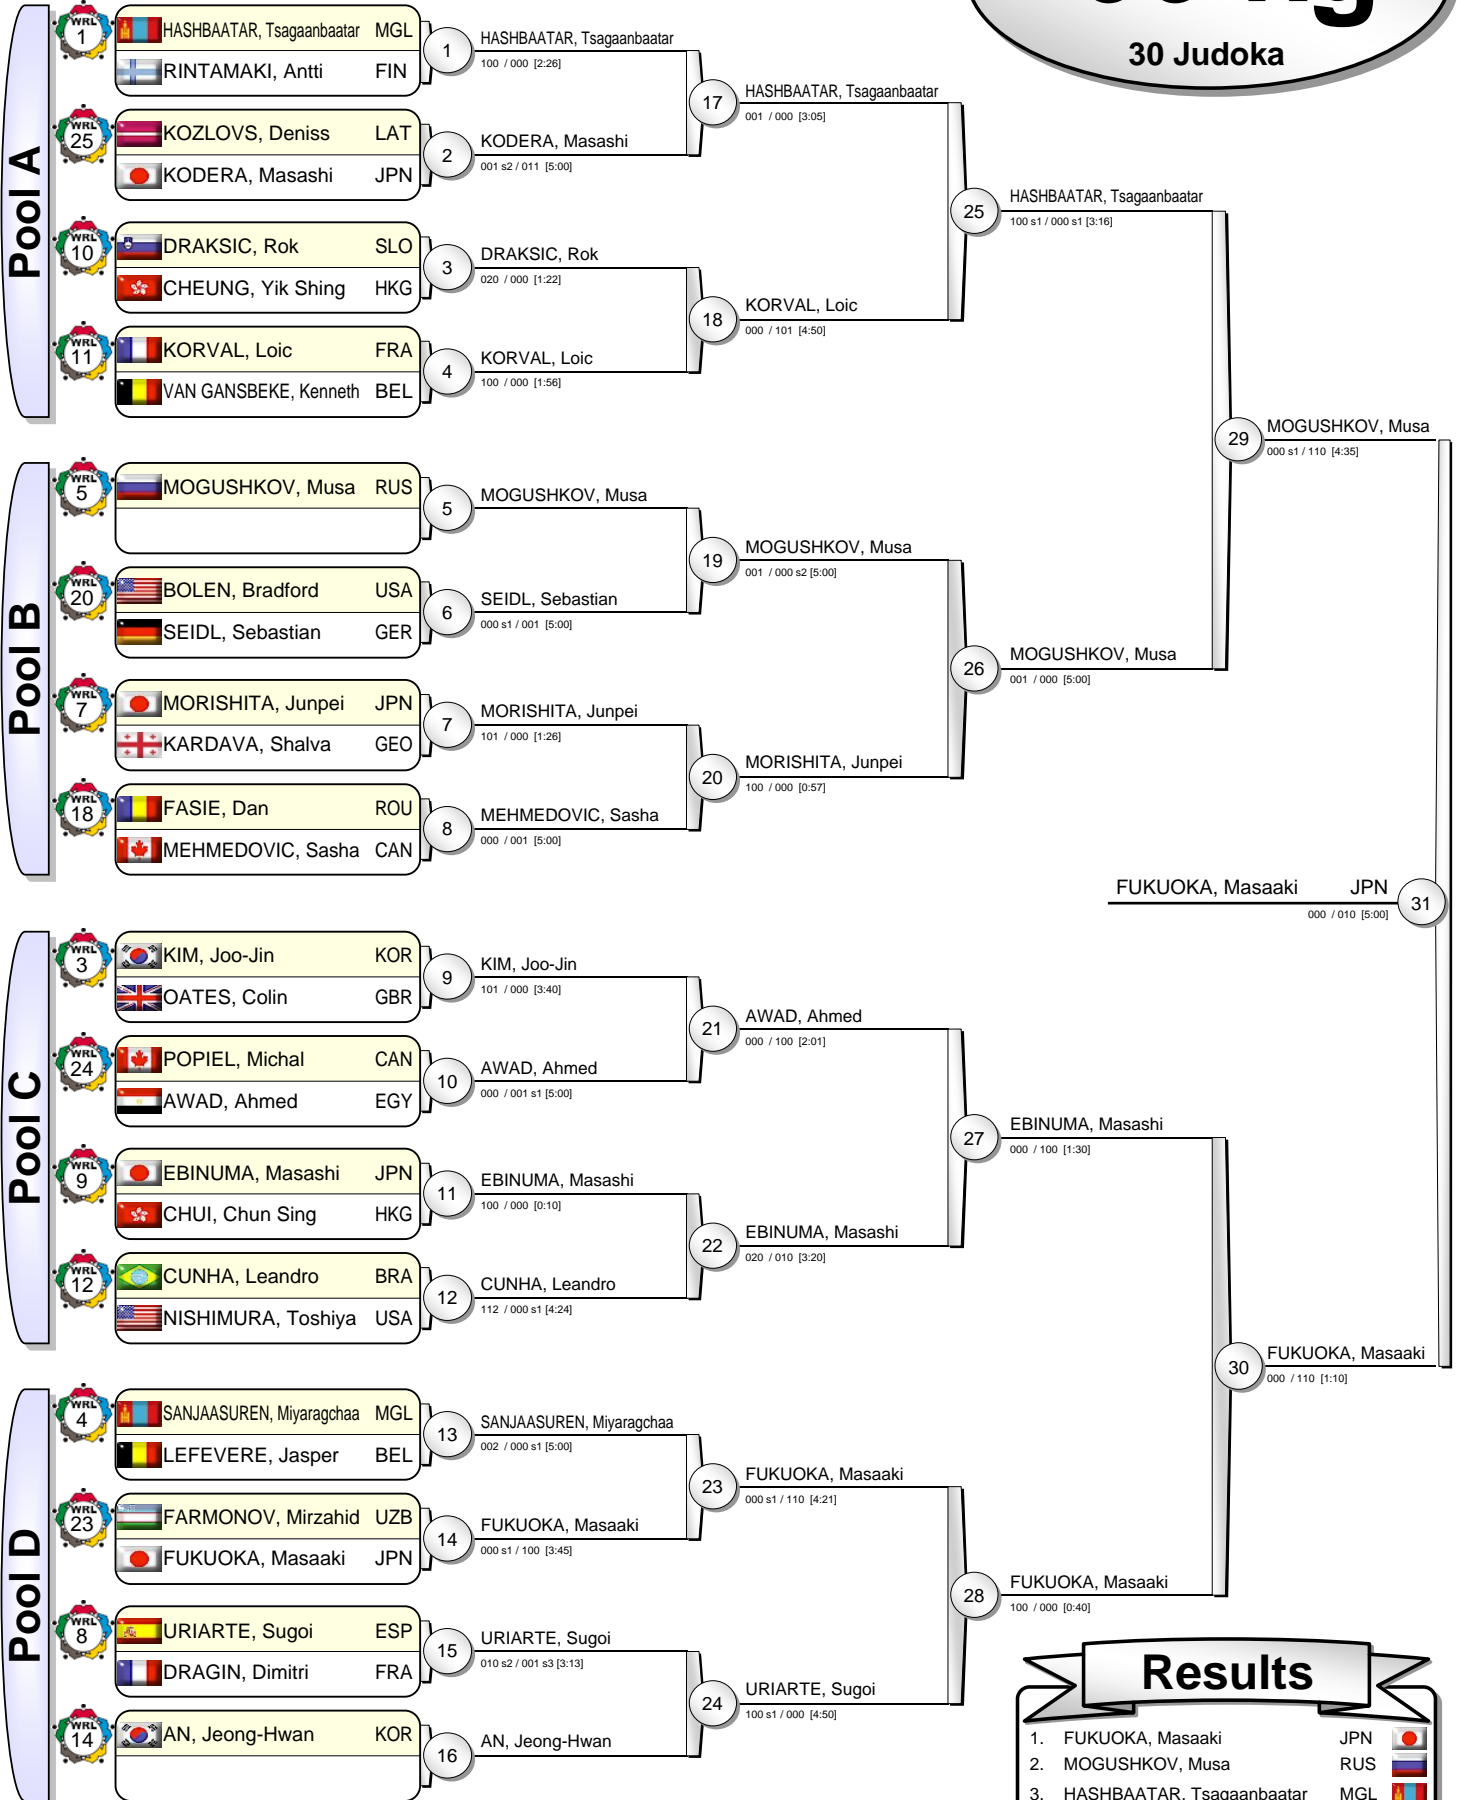 30 Judoka
Pool A
WRL 1 HASHBAATAR, Tsagaanbaatar MGL
RINTAMAKI, Antti FIN
1 HASHBAATAR, Tsagaanbaatar
100 / 000 [2:26]
WRL 25 KOZLOVS, Deniss LAT
KODERA, Masashi JPN
2 KODERA, Masashi
001 s2 / 011 [5:00]
17 HASHBAATAR, Tsagaanbaatar
001 / 000 [3:05]
WRL 10 DRAKSIC, Rok SLO
CHEUNG, Yik Shing HKG
3 DRAKSIC, Rok
020 / 000 [1:22]
WRL 11 KORVAL, Loic FRA
VAN GANSBEKE, Kenneth BEL
4 KORVAL, Loic
100 / 000 [1:56]
18 KORVAL, Loic
000 / 101 [4:50]
25 HASHBAATAR, Tsagaanbaatar
100 s1 / 000 s1 [3:16]
Pool B
WRL 5 MOGUSHKOV, Musa RUS
5 MOGUSHKOV, Musa
WRL 20 BOLEN, Bradford USA
SEIDL, Sebastian GER
6 SEIDL, Sebastian
000 s1 / 001 [5:00]
19 MOGUSHKOV, Musa
001 / 000 s2 [5:00]
WRL 7 MORISHITA, Junpei JPN
KARDAVA, Shalva GEO
7 MORISHITA, Junpei
101 / 000 [1:26]
WRL 18 FASIE, Dan ROU
MEHMEDOVIC, Sasha CAN
8 MEHMEDOVIC, Sasha
000 / 001 [5:00]
20 MORISHITA, Junpei
100 / 000 [0:57]
26 MOGUSHKOV, Musa
001 / 000 [5:00]
29 MOGUSHKOV, Musa
000 s1 / 110 [4:35]
FUKUOKA, Masaaki JPN 31
000 / 010 [5:00]
Pool C
WRL 3 KIM, Joo-Jin KOR
OATES, Colin GBR
9 KIM, Joo-Jin
101 / 000 [3:40]
WRL 24 POPIEL, Michal CAN
AWAD, Ahmed EGY
10 AWAD, Ahmed
000 / 001 s1 [5:00]
21 AWAD, Ahmed
000 / 100 [2:01]
WRL 9 EBINUMA, Masashi JPN
CHUI, Chun Sing HKG
11 EBINUMA, Masashi
100 / 000 [0:10]
WRL 12 CUNHA, Leandro BRA
NISHIMURA, Toshiya USA
12 CUNHA, Leandro
112 / 000 s1 [4:24]
22 EBINUMA, Masashi
020 / 010 [3:20]
27 EBINUMA, Masashi
000 / 100 [1:30]
Pool D
WRL 4 SANJAASUREN, Miyaragchaa MGL
LEFEVERE, Jasper BEL
13 SANJAASUREN, Miyaragchaa
002 / 000 s1 [5:00]
WRL 23 FARMONOV, Mirzahid UZB
FUKUOKA, Masaaki JPN
14 FUKUOKA, Masaaki
000 s1 / 100 [3:45]
23 FUKUOKA, Masaaki
000 s1 / 110 [4:21]
WRL 8 URIARTE, Sugoi ESP
DRAGIN, Dimitri FRA
15 URIARTE, Sugoi
010 s2 / 001 s3 [3:13]
WRL 14 AN, Jeong-Hwan KOR
16 AN, Jeong-Hwan
24 URIARTE, Sugoi
100 s1 / 000 [4:50]
28 FUKUOKA, Masaaki
100 / 000 [0:40]
30 FUKUOKA, Masaaki
000 / 110 [1:10]
Results
1. FUKUOKA, Masaaki JPN
2. MOGUSHKOV, Musa RUS
3. HASHBAATAR, Tsagaanbaatar MGL